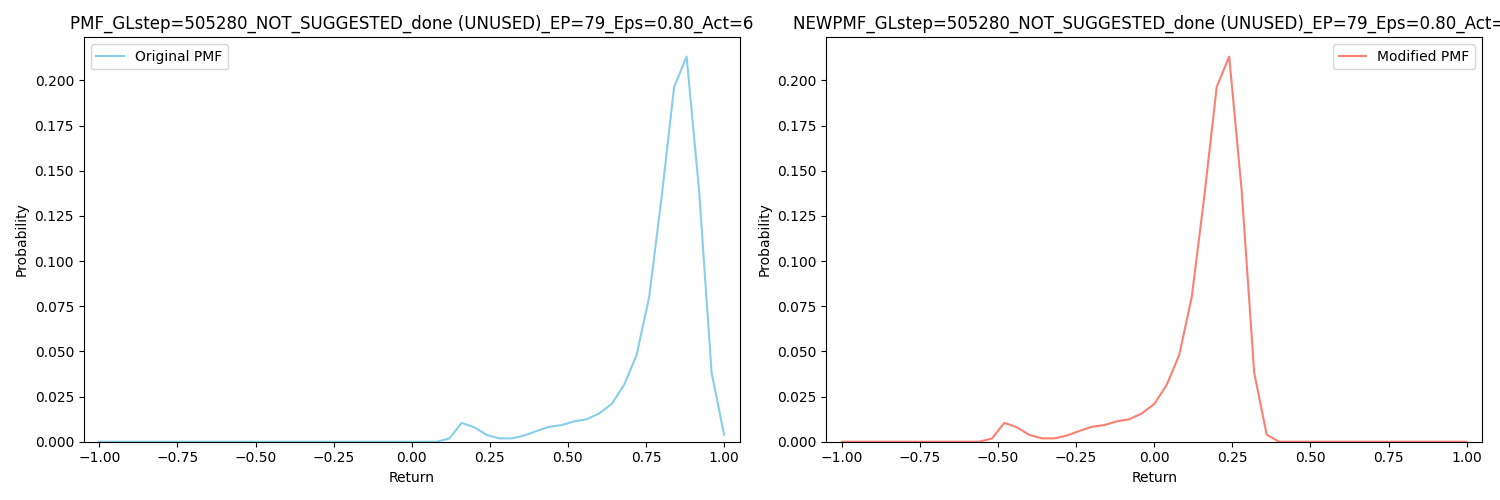 PMF_GLstep=505280_NOT_SUGGESTED_done (UNUSED)_EP=79_Eps=0.80_Act=6
Original PMF
0.200
0.175
0.150
0.125
0.100
0.075
0.050
0.025
0.000
Probability
−1.00 −0.75 −0.50 −0.25 0.00 0.25 0.50 0.75 1.00
Return
NEWPMF_GLstep=505280_NOT_SUGGESTED_done (UNUSED)_EP=79_Eps=0.80_Act=
Modified PMF
0.200
0.175
0.150
0.125
0.100
0.075
0.050
0.025
0.000
Probability
−1.00 −0.75 −0.50 −0.25 0.00 0.25 0.50 0.75 1.00
Return